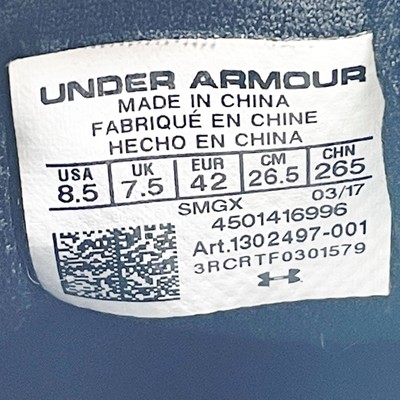 UNDER ARMOUR
MADE IN CHINA
FABRIQUÉ EN CHINE
HECHO EN CHINA
USA UK EUR CM CHN
8.5 7.5 42 26.5 265
SMGX 03/17
4501416996
Art.1302497-001
3RCRTF0301579